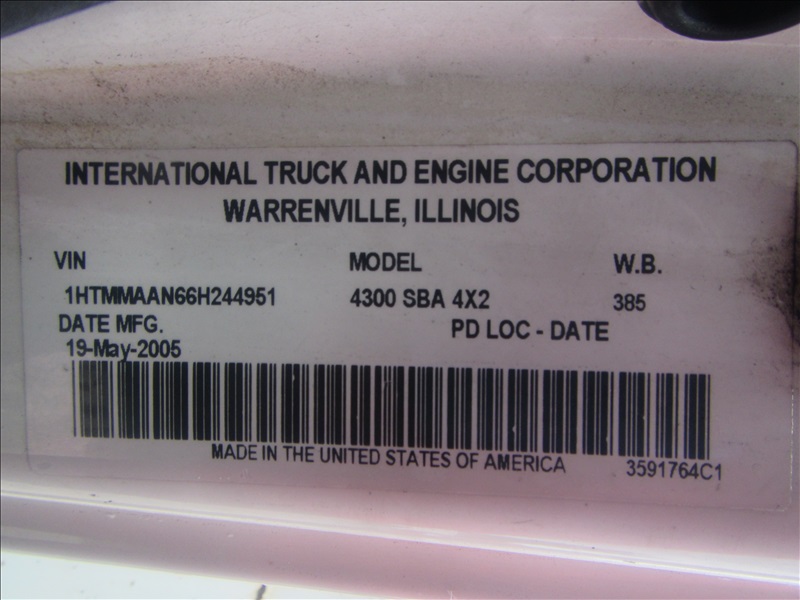 INTERNATIONAL TRUCK AND ENGINE CORPORATION
WARRENVILLE, ILLINOIS
VIN MODEL W.B.
1HTMMAAN66H244951 4300 SBA 4X2 385
DATE MFG. PD LOC - DATE
19-May-2005
MADE IN THE UNITED STATES OF AMERICA 3591764C1